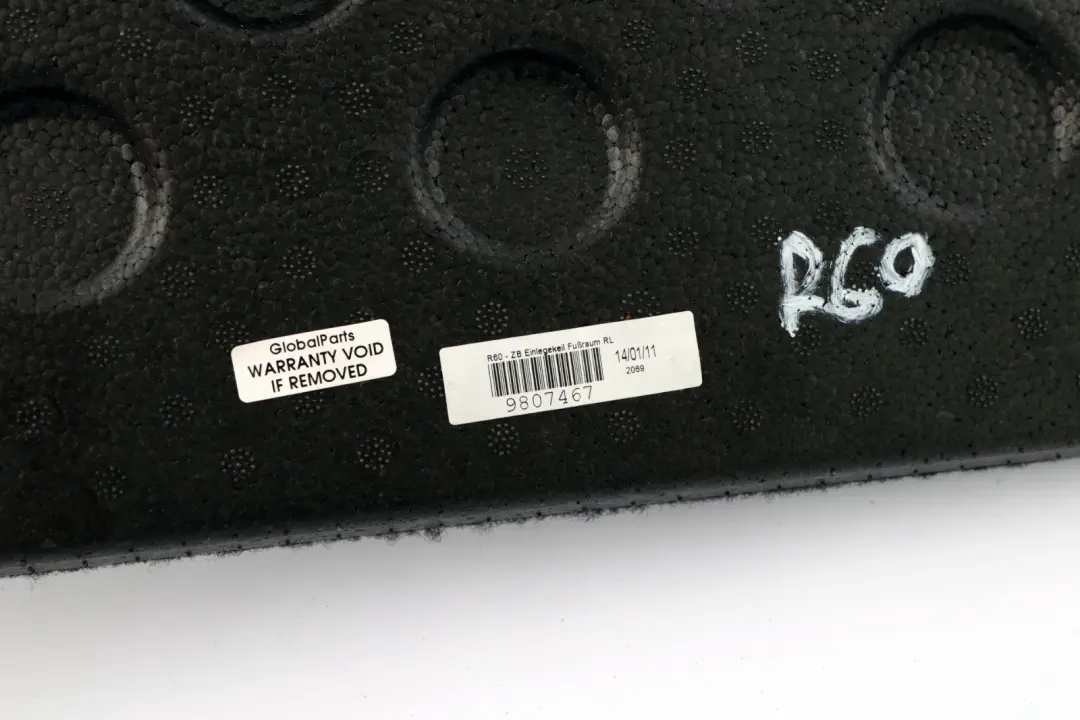 R60
GlobalParts
WARRANTY VOID
IF REMOVED
R60 - ZB Einlegekeil Fußraum RL
14/01/11
2069
9807467